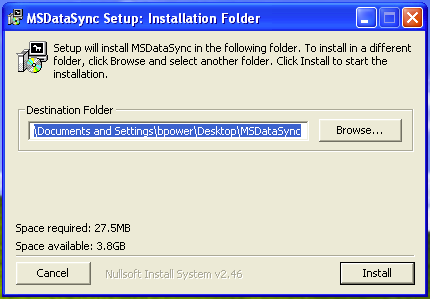 MSDataSync Setup: Installation Folder
Setup will install MSDataSync in the following folder. To install in a different
folder, click Browse and select another folder. Click Install to start the
installation.
Destination Folder
\Documents and Settings\bpower\Desktop\MSDataSync
Browse...
Space required: 27.5MB
Space available: 3.8GB
Cancel
Nullsoft Install System v2.46
Install